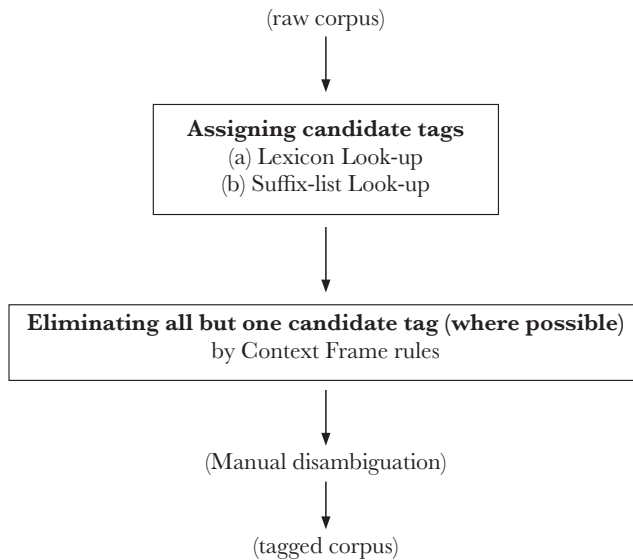 (raw corpus)
Assigning candidate tags
(a) Lexicon Look-up
(b) Suffix-list Look-up
Eliminating all but one candidate tag (where possible)
by Context Frame rules
(Manual disambiguation)
(tagged corpus)